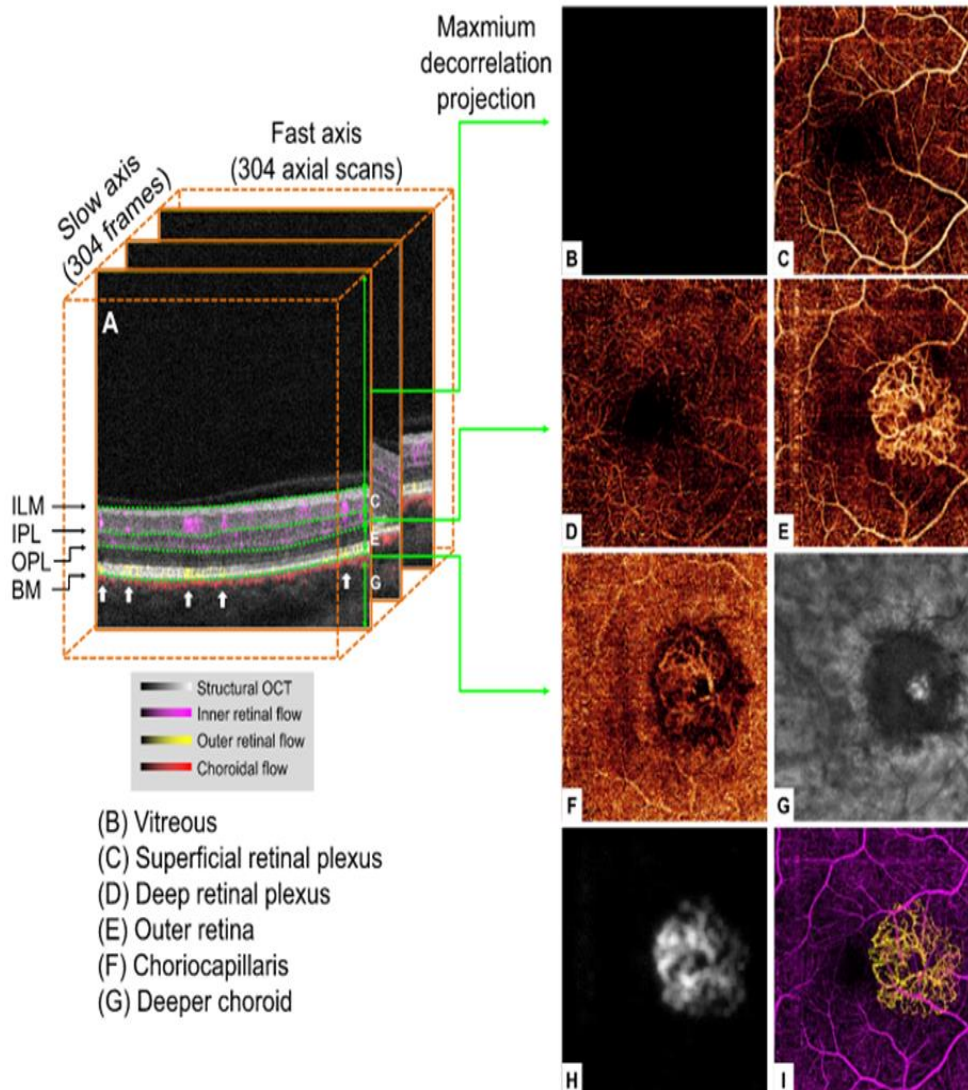 Maxmium
decorrelation
projection
Fast axis
(304 axial scans)
Slow axis
(304 frames)
A
B
C
D
E
F
G
H
I
C
E
G
ILM
IPL
OPL
BM
Structural OCT
Inner retinal flow
Outer retinal flow
Choroidal flow
(B) Vitreous
(C) Superficial retinal plexus
(D) Deep retinal plexus
(E) Outer retina
(F) Choriocapillaris
(G) Deeper choroid